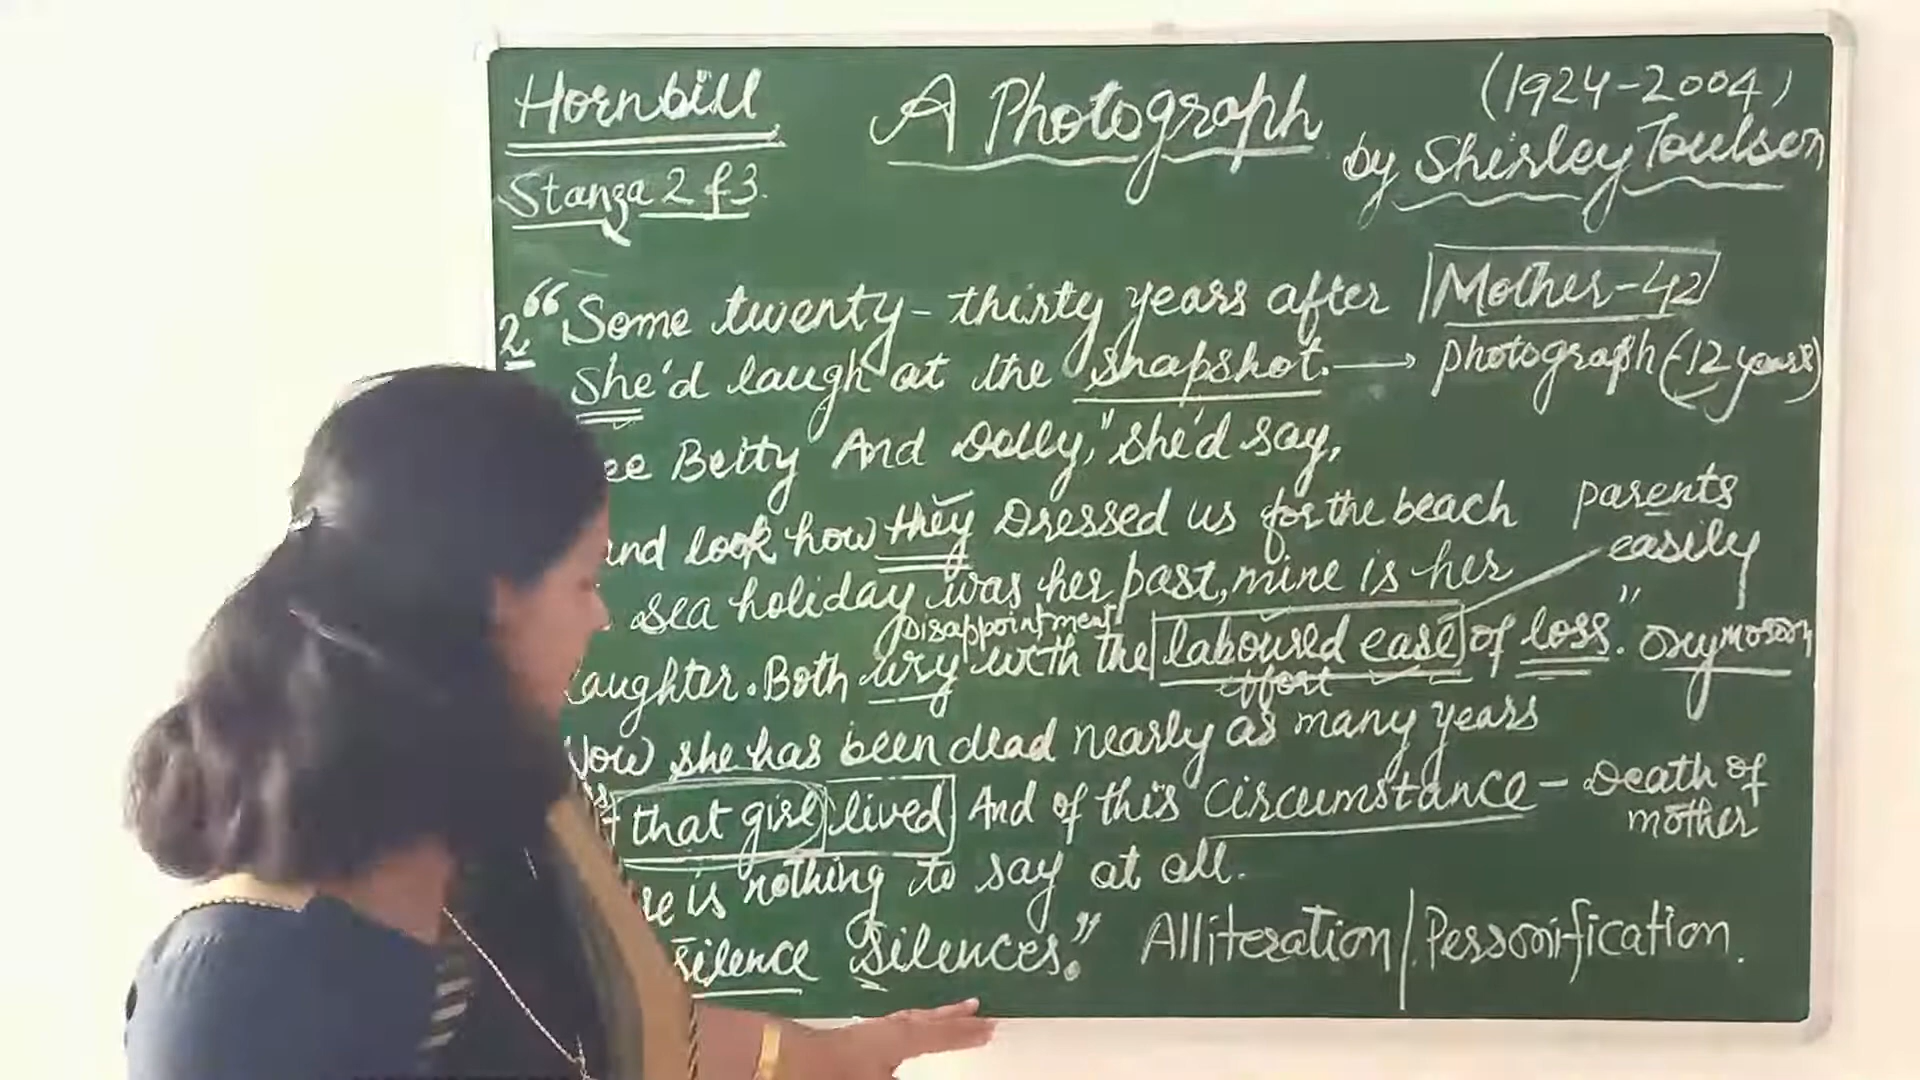 Hornbill
A Photograph
(1924-2004)
by Shirley Toulson
Stanza 2 & 3.
2 "Some twenty-thirty years after
Mother-42
She'd laugh at the snapshot. → photograph (-12 years)
ee Betty And Dolly," she'd say,
and look how they Dressed us for the beach
parents
sea holiday was her past, mine is her
easily
Disappointment
laughter. Both wry with the laboured ease of loss." Oxymoron
effort
Now she has been dead nearly as many years
that girl lived And of this circumstance - Death of
mother
re is nothing to say at all.
silence silences." Alliteration / Personification.